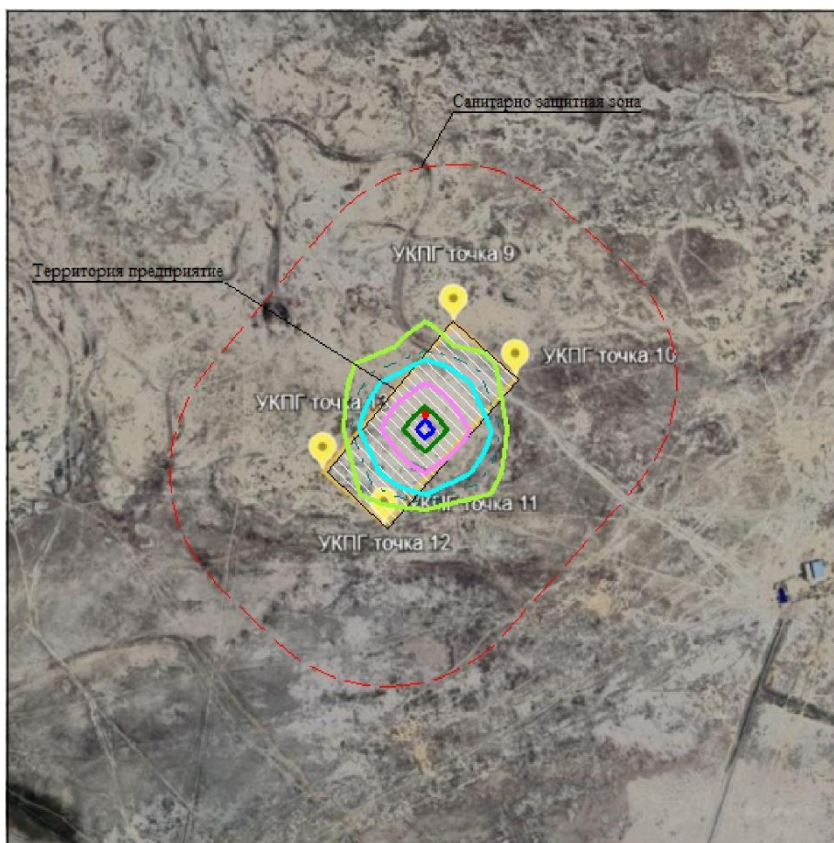 Санитарно защитная зона
УКПГ точка 9
Территория предприятие
УКПГ точка 10
УКПГ точка 13
УКПГ точка 11
УКПГ точка 12